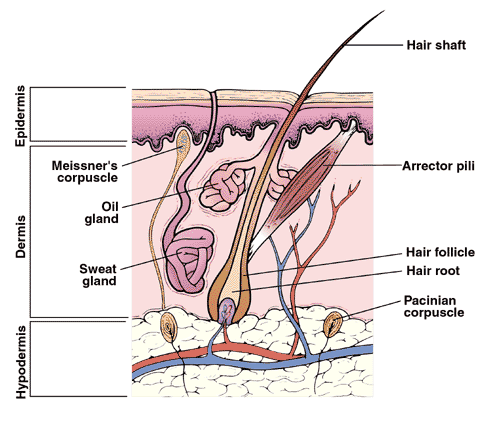 Hair shaft
Epidermis
Meissner's
corpuscle
Arrector pili
Oil
gland
Dermis
Hair follicle
Sweat
gland
Hair root
Pacinian
corpuscle
Hypodermis